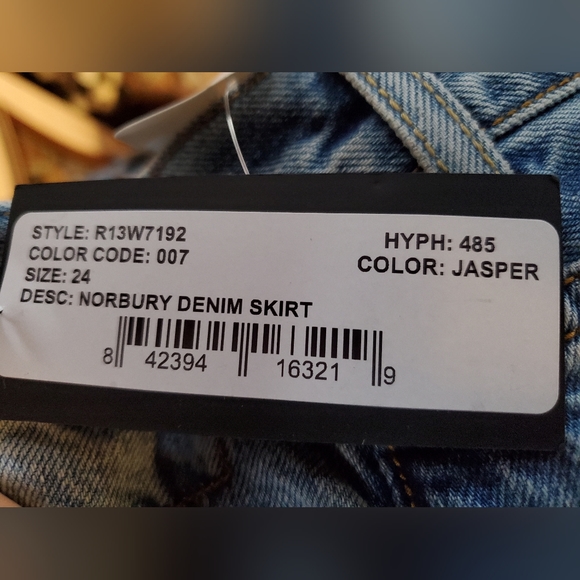 STYLE: R13W7192
COLOR CODE: 007
SIZE: 24
DESC: NORBURY DENIM SKIRT
HYPH: 485
COLOR: JASPER
8 42394 16321 9